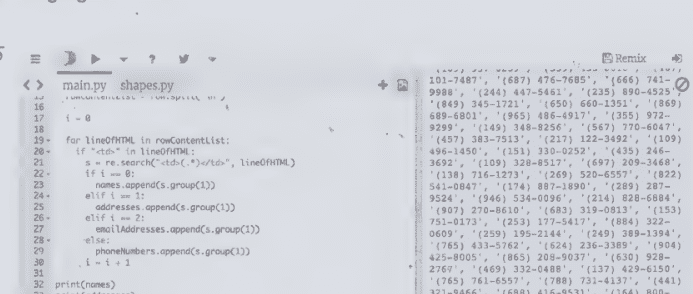 Remix
main.py shapes.py
16
17 i = 0
18
19 for lineOfHTML in rowContentList:
20 if "<td>" in lineOfHTML:
21 s = re.search("<td>(.*)</td>", lineOfHTML)
22 if i == 0:
23 names.append(s.group(1))
24 elif i == 1:
25 addresses.append(s.group(1))
26 elif i == 2:
27 emailAddresses.append(s.group(1))
28 else:
29 phoneNumbers.append(s.group(1))
30 i = i + 1
31
32 print(names)
101-7487', '(687) 476-7685', '(666) 741-
9988', '(244) 447-5461', '(235) 890-4525',
'(849) 345-1721', '(650) 660-1351', '(869)
689-6801', '(965) 486-4917', '(355) 972-
9299', '(149) 348-8256', '(567) 770-6047',
'(457) 383-7513', '(217) 122-3492', '(109)
496-1450', '(151) 330-0252', '(435) 246-
3692', '(109) 328-8517', '(697) 209-3468',
'(138) 716-1273', '(269) 520-6557', '(822)
541-0847', '(174) 887-1890', '(289) 287-
9524', '(946) 534-0096', '(214) 828-6884',
'(907) 270-8610', '(683) 319-0813', '(153)
751-0173', '(253) 177-5417', '(884) 322-
0609', '(259) 195-2144', '(249) 389-1394',
'(765) 433-5762', '(624) 236-3389', '(904)
425-8005', '(865) 208-9037', '(630) 928-
2767', '(469) 332-0488', '(137) 429-6150',
'(765) 761-6557', '(788) 731-4137', '(441)